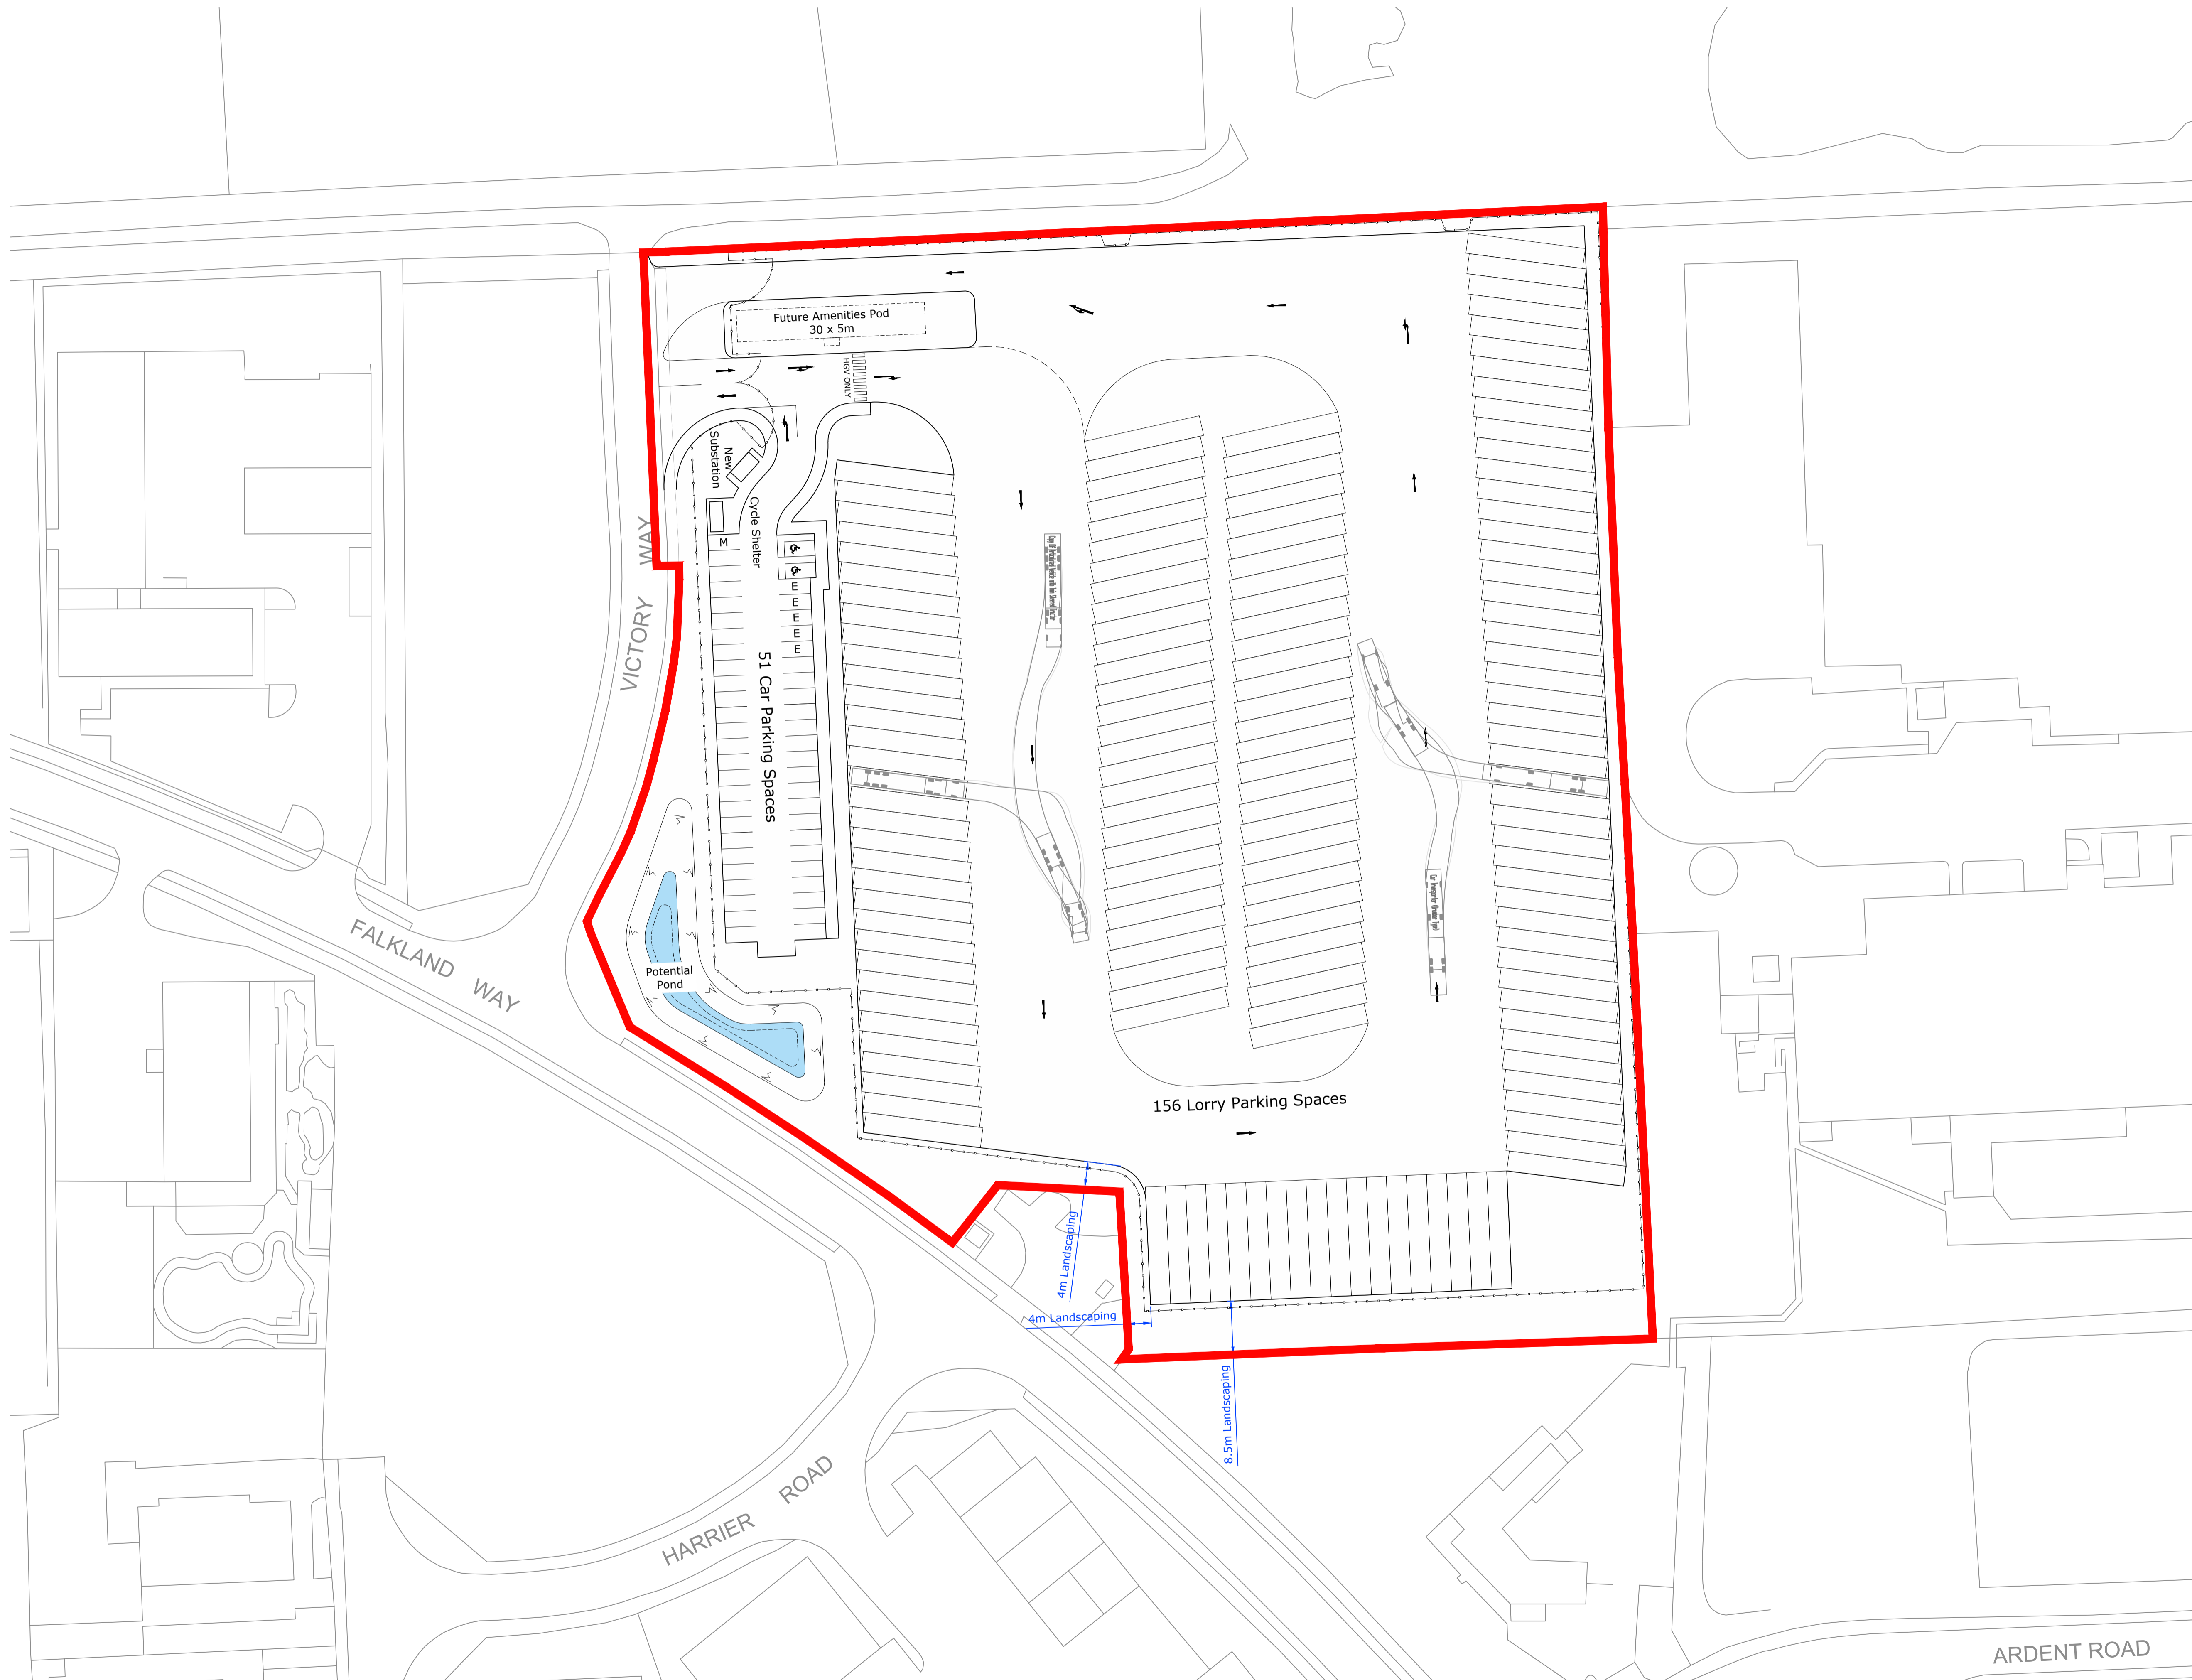 Future Amenities Pod
30 x 5m
HGV ONLY
New
Substation
Cycle Shelter
M
E
E
E
E
E
51 Car Parking Spaces
VICTORY WAY
FALKLAND WAY
Potential
Pond
156 Lorry Parking Spaces
4m Landscaping
4m Landscaping
8.5m Landscaping
HARRIER ROAD
ARDENT ROAD